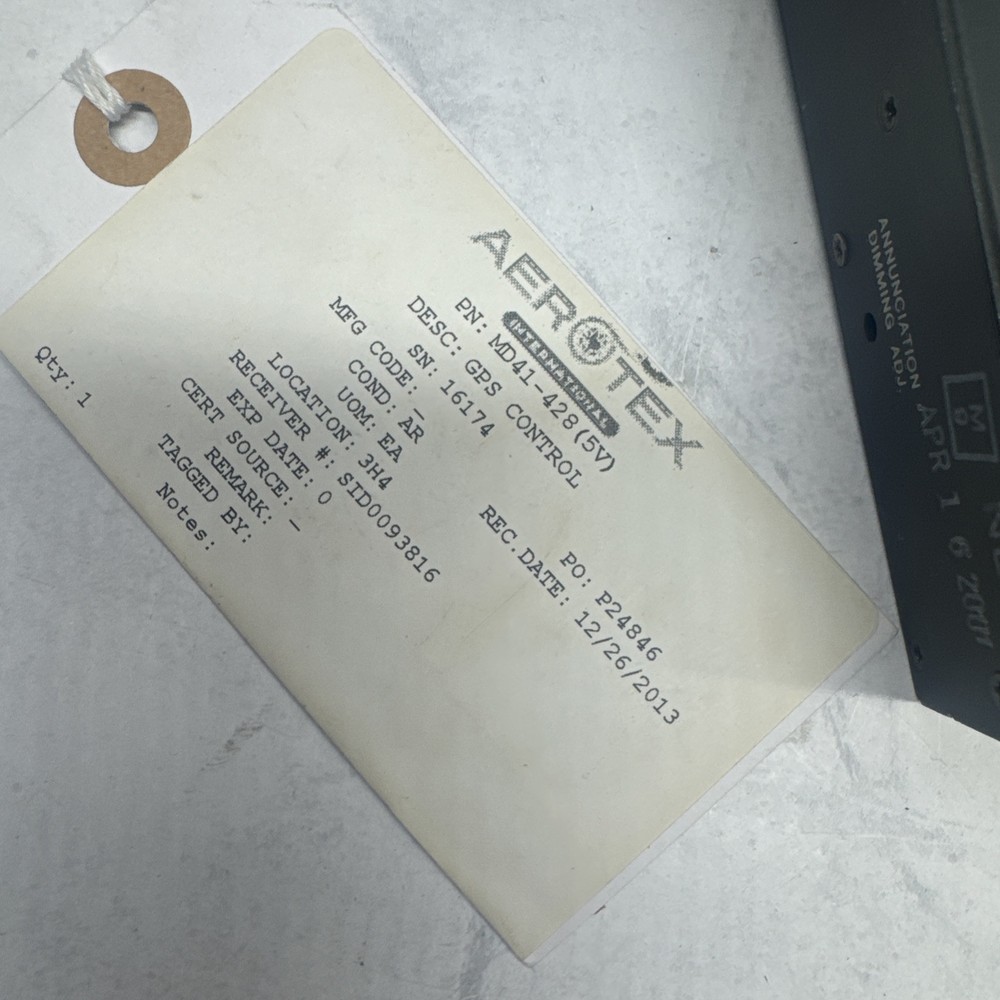 AEROTEX
INTERNATIONAL
PN: MD41-428(5V)
DESC: GPS CONTROL
SN: 16174
MFG CODE: -
COND: AR
UOM: EA
LOCATION: 3H4
RECEIVER #: SID0093816
EXP DATE: 0
CERT SOURCE: -
REMARK:
TAGGED BY:
Notes:
Qty: 1
PO: P24846
REC.DATE: 12/26/2013
ANNUNCIATION
DIMMING ADJ.
M
APR 1 6 2001